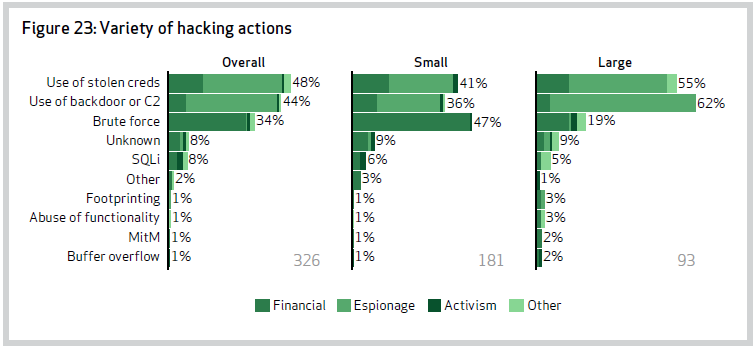 Figure 23: Variety of hacking actions
Overall Small Large
Use of stolen creds 48% 41% 55%
Use of backdoor or C2 44% 36% 62%
Brute force 34% 47% 19%
Unknown 8% 9% 9%
SQLi 8% 6% 5%
Other 2% 3% 1%
Footprinting 1% 1% 3%
Abuse of functionality 1% 1% 3%
MitM 1% 1% 2%
Buffer overflow 1% 1% 2%
326 181 93
Financial Espionage Activism Other